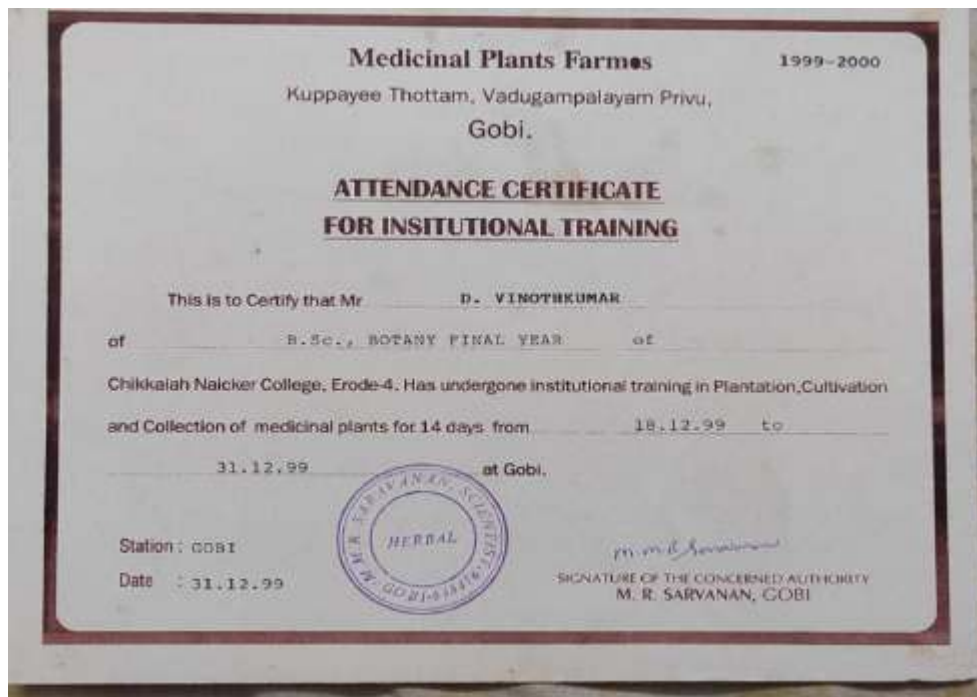 Medicinal Plants Farmes
1999-2000
Kuppayee Thottam, Vadugampalayam Privu,
Gobi.
ATTENDANCE CERTIFICATE
FOR INSITUTIONAL TRAINING
This is to Certify that Mr D. VINOTHKUMAR
of B.Sc., BOTANY FINAL YEAR of
Chikkaiah Naicker College, Erode-4. Has undergone institutional training in Plantation,Cultivation
and Collection of medicinal plants for 14 days from 18.12.99 to
31.12.99 at Gobi.
SARAVANAN, SCIENTIST
HERBAL
GOBI
Station : GOBI
Date : 31.12.99
SIGNATURE OF THE CONCERNED AUTHORITY
M. R. SARVANAN, GOBI